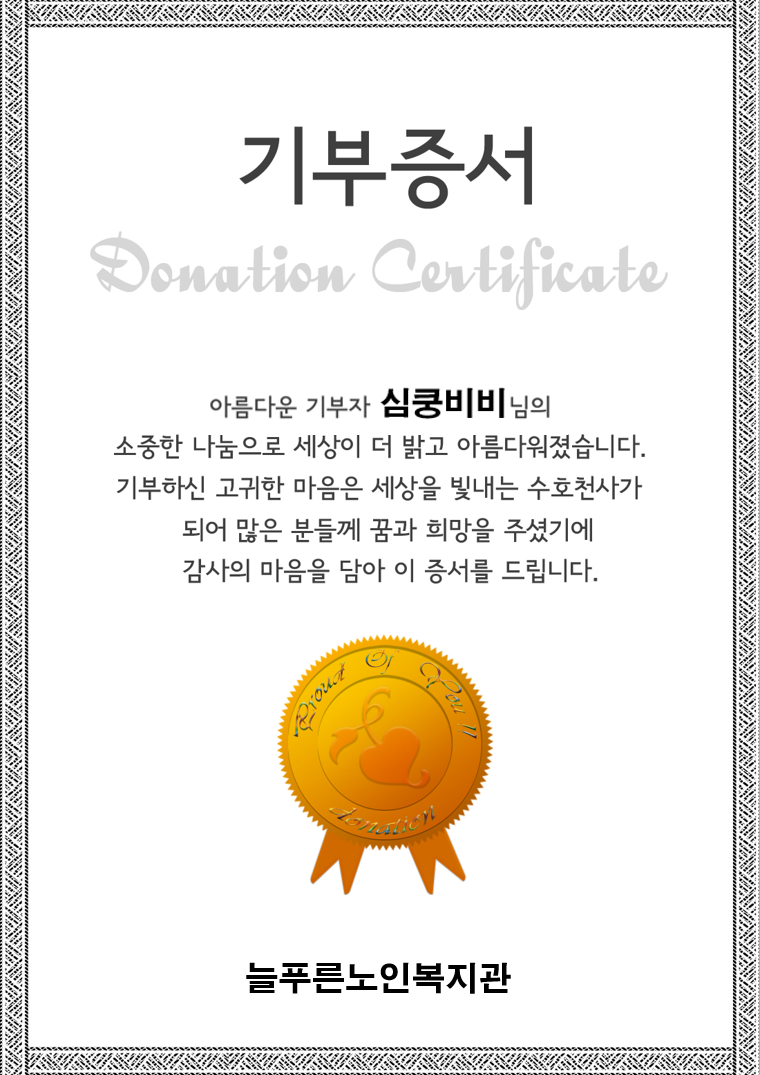 기부증서
Donation Certificate
아름다운 기부자 심쿵비비님의
소중한 나눔으로 세상이 더 밝고 아름다워졌습니다.
기부하신 고귀한 마음은 세상을 빛내는 수호천사가
되어 많은 분들께 꿈과 희망을 주셨기에
감사의 마음을 담아 이 증서를 드립니다.
Proud Of You !!
donation
늘푸른노인복지관